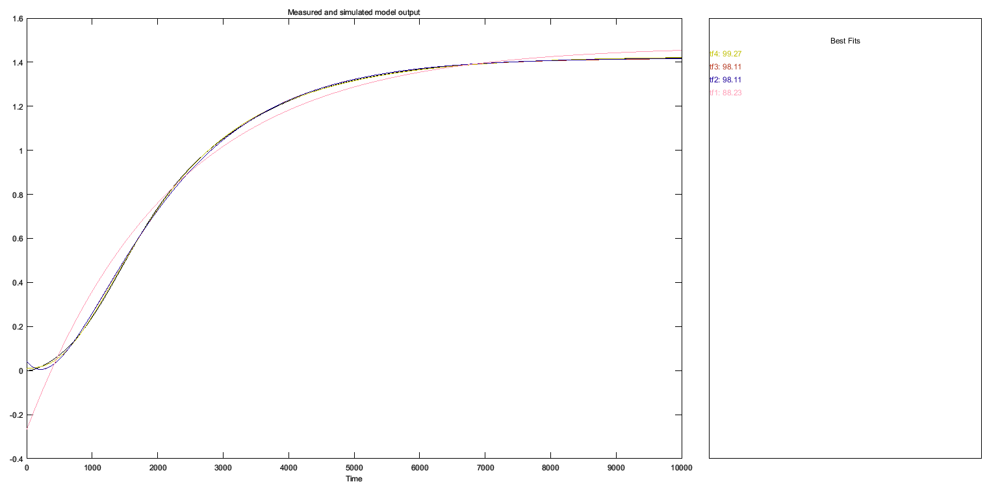 Measured and simulated model output
1.6
1.4
1.2
1
0.8
0.6
0.4
0.2
0
-0.2
-0.4
0 1000 2000 3000 4000 5000 6000 7000 8000 9000 10000
Time
Best Fits
tf4: 99.27
tf3: 98.11
tf2: 98.11
tf1: 88.23